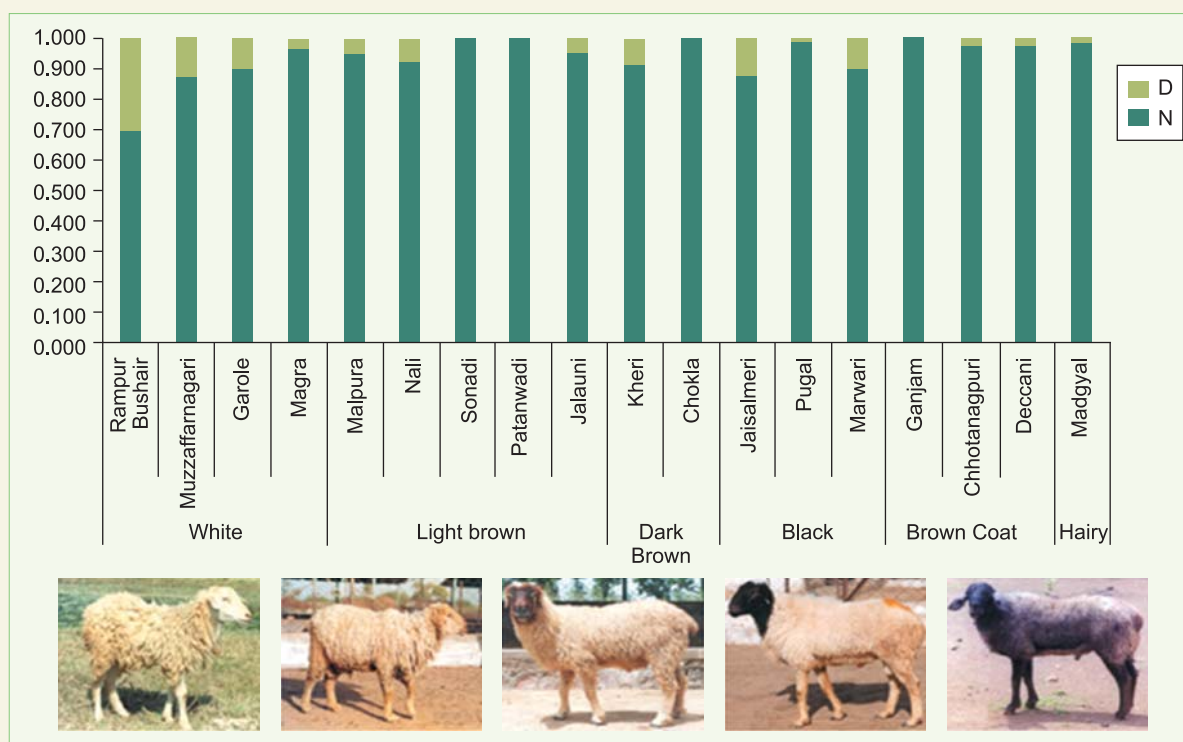 1.000
0.900
0.800
0.700
0.600
0.500
0.400
0.300
0.200
0.100
0.000
D
N
Rampur
Bushair
Muzzaffarnagari
Garole
Magra
Malpura
Nali
Sonadi
Patanwadi
Jalauni
Kheri
Chokla
Jaisalmeri
Pugal
Marwari
Ganjam
Chhotanagpuri
Deccani
Madgyal
White
Light brown
Dark
Brown
Black
Brown Coat
Hairy